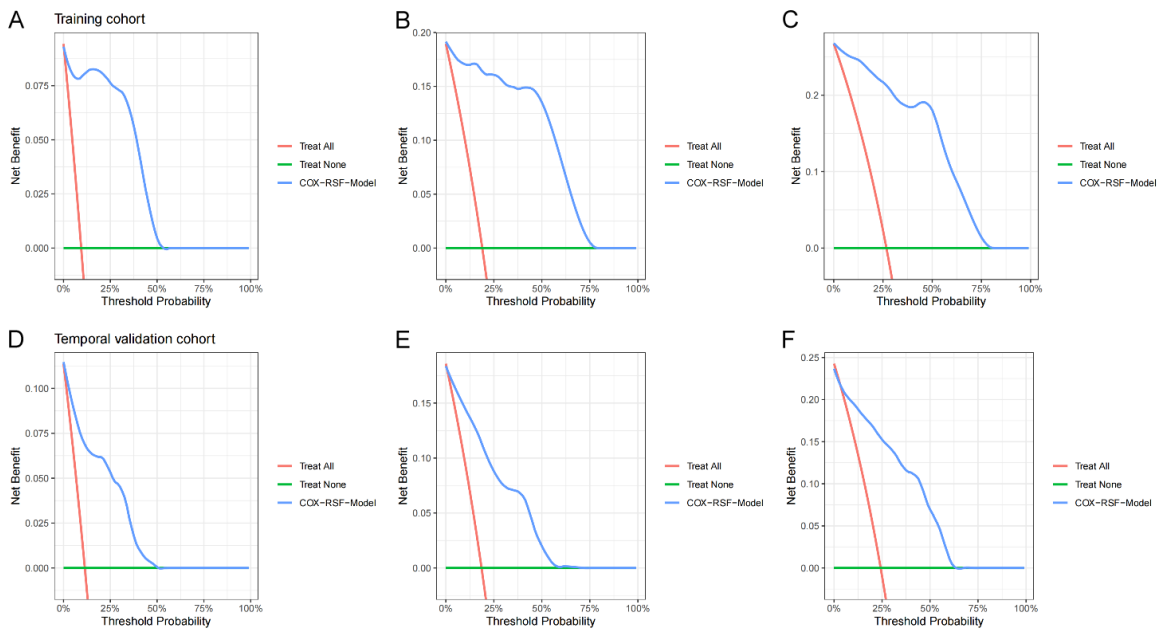 A
Training cohort
Net Benefit
0.075
0.050
0.025
0.000
0%
25%
50%
75%
100%
Threshold Probability
Treat All
Treat None
COX-RSF-Model
B
Net Benefit
0.20
0.15
0.10
0.05
0.00
0%
25%
50%
75%
100%
Threshold Probability
Treat All
Treat None
COX-RSF-Model
C
Net Benefit
0.2
0.1
0.0
0%
25%
50%
75%
100%
Threshold Probability
Treat All
Treat None
COX-RSF-Model
D
Temporal validation cohort
Net Benefit
0.100
0.075
0.050
0.025
0.000
0%
25%
50%
75%
100%
Threshold Probability
Treat All
Treat None
COX-RSF-Model
E
Net Benefit
0.15
0.10
0.05
0.00
0%
25%
50%
75%
100%
Threshold Probability
Treat All
Treat None
COX-RSF-Model
F
Net Benefit
0.25
0.20
0.15
0.10
0.05
0.00
0%
25%
50%
75%
100%
Threshold Probability
Treat All
Treat None
COX-RSF-Model